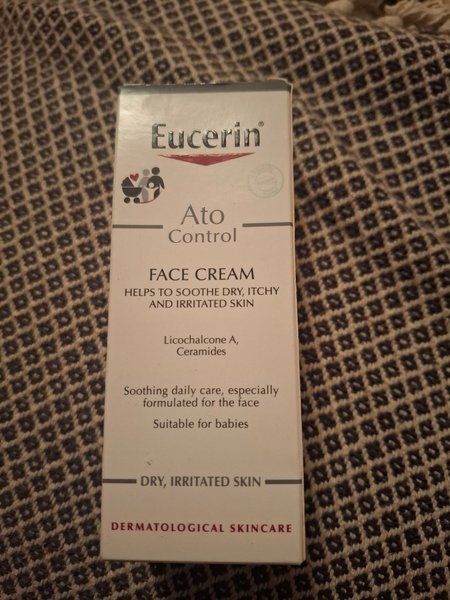 Eucerin®
Ato
Control
FACE CREAM
HELPS TO SOOTHE DRY, ITCHY
AND IRRITATED SKIN
Licochalcone A,
Ceramides
Soothing daily care, especially
formulated for the face
Suitable for babies
DRY, IRRITATED SKIN
DERMATOLOGICAL SKINCARE